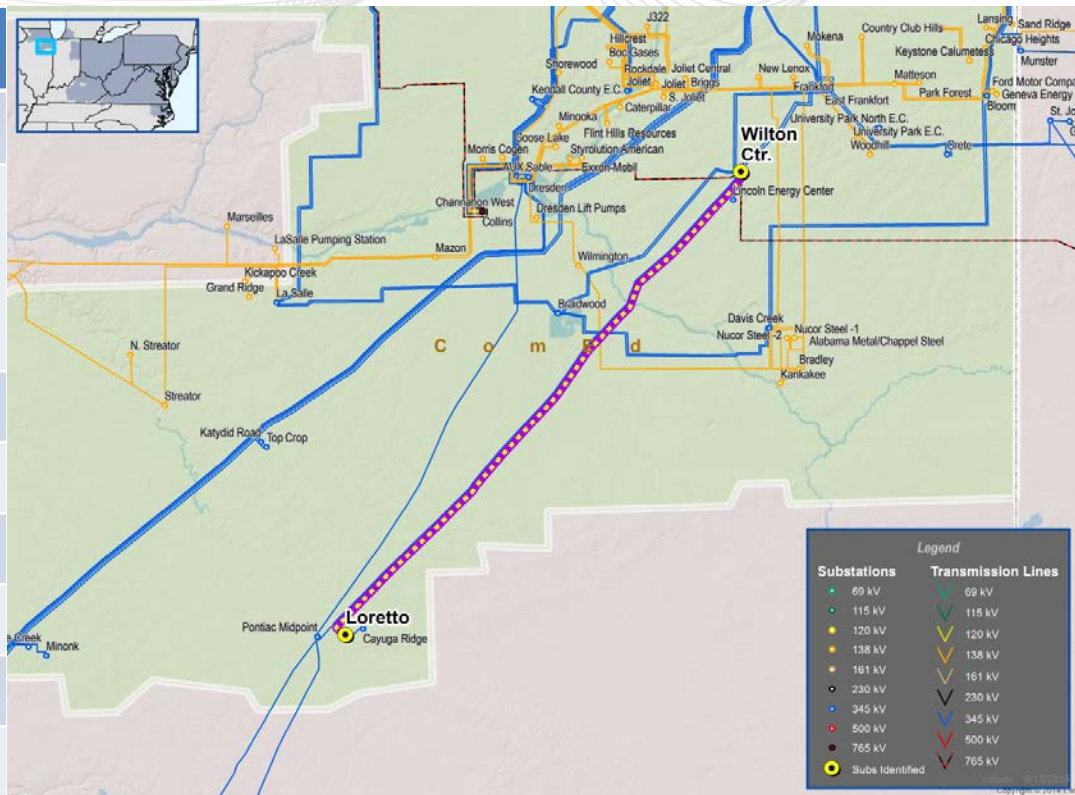 J322
Hillcrest
Boc Gases
Shorewood
Rockdale
Joliet
Joliet Central
Joliet
Briggs
S. Joliet
Kendall County E.C.
Caterpillar
Minooka
Flint Hills Resources
Goose Lake
Morris Cogen
Styrolution American
AUX Sable
Exxon-Mobil
Dresden
Channahon West
Collins
Dresden Lift Pumps
Mokena
Country Club Hills
Lansing
Sand Ridge
Chicago Heights
Keystone Calumetess
Munster
New Lenox
Matteson
Frankfort
Park Forest
Ford Motor Compa
Geneva Energy
Bloom
East Frankfort
University Park North E.C.
University Park E.C.
Woodhill
Crete
St. Jo
Wilton
Ctr.
Lincoln Energy Center
Marseilles
LaSalle Pumping Station
Mazon
Kickapoo Creek
Grand Ridge
La Salle
Wilmington
Braidwood
Davis Creek
Nucor Steel -1
Nucor Steel -2
Alabama Metal/Chappel Steel
Bradley
Kankakee
N. Streator
Streator
C o m E d
Katydid Road
Top Crop
Loretto
Pontiac Midpoint
Cayuga Ridge
e Creek
Minonk
Legend
Substations
69 kV
115 kV
120 kV
138 kV
161 kV
230 kV
345 kV
500 kV
765 kV
Subs Identified
Transmission Lines
69 kV
115 kV
120 kV
138 kV
161 kV
230 kV
345 kV
500 kV
765 kV